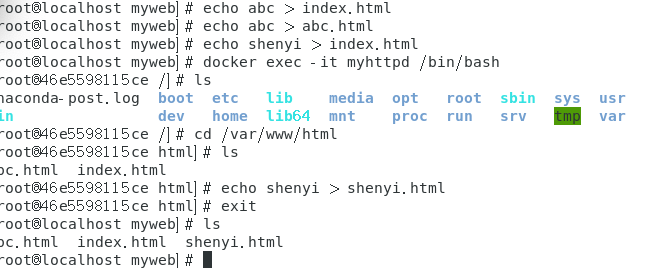 root@localhost myweb]# echo abc > index.html
root@localhost myweb]# echo abc > abc.html
root@localhost myweb]# echo shenyi > index.html
root@localhost myweb]# docker exec -it myhttpd /bin/bash
root@46e5598115ce /]# ls
naconda-post.log boot etc lib media opt root sbin sys usr
in dev home lib64 mnt proc run srv tmp var
root@46e5598115ce /]# cd /var/www/html
root@46e5598115ce html]# ls
bc.html index.html
root@46e5598115ce html]# echo shenyi > shenyi.html
root@46e5598115ce html]# exit
root@localhost myweb]# ls
bc.html index.html shenyi.html
root@localhost myweb]#